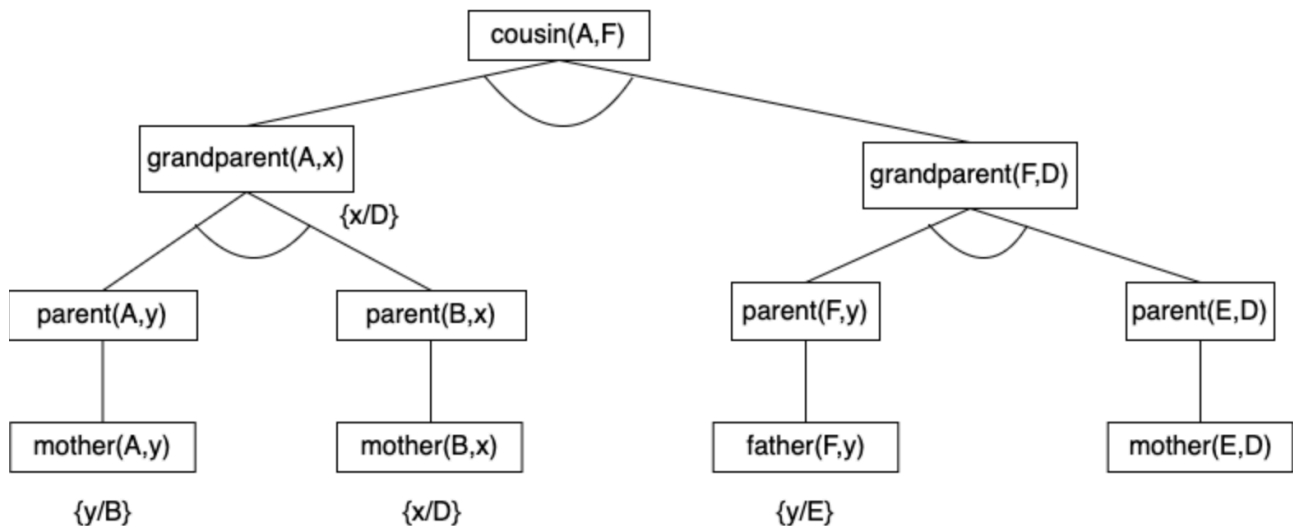 cousin(A,F)
grandparent(A,x)
grandparent(F,D)
{x/D}
parent(A,y)
parent(B,x)
parent(F,y)
parent(E,D)
mother(A,y)
mother(B,x)
father(F,y)
mother(E,D)
{y/B}
{x/D}
{y/E}